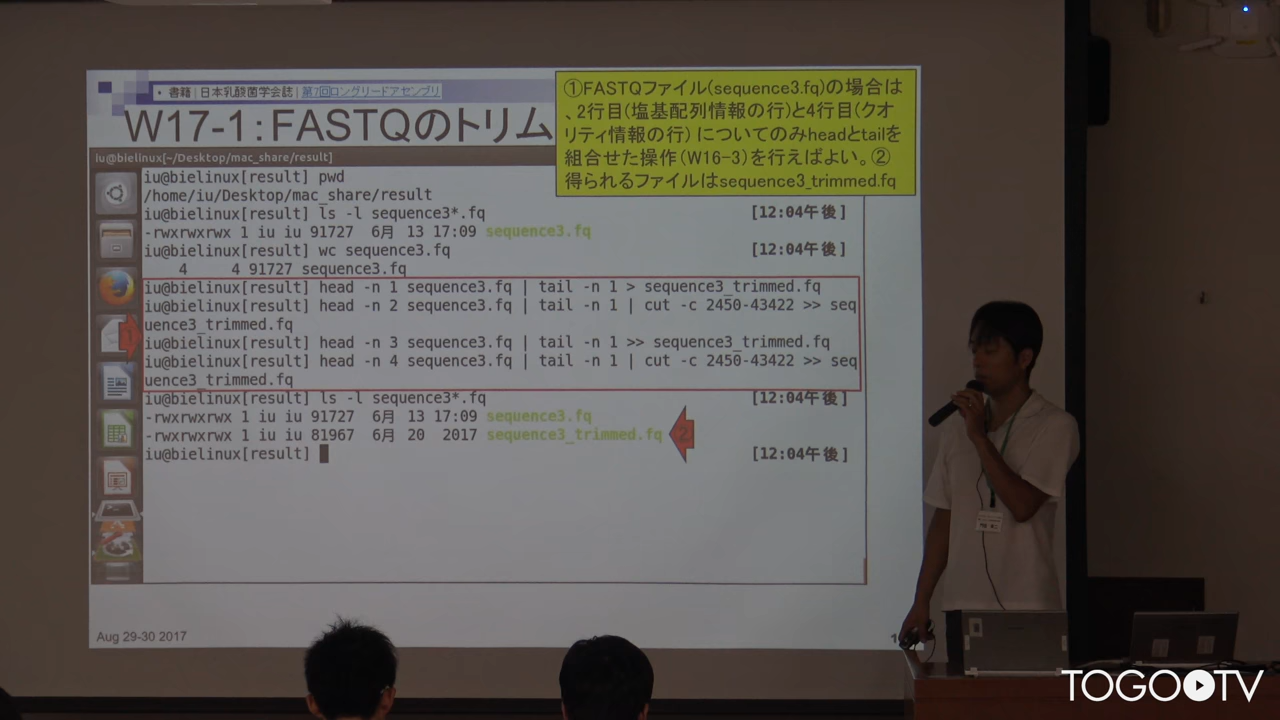 • 書籍 | 日本乳酸菌学会誌 | 第7回ロングリードアセンブリ
W17-1：FASTQのトリム
①FASTQファイル(sequence3.fq)の場合は
、2行目(塩基配列情報の行)と4行目(クオ
リティ情報の行) についてのみheadとtailを
組合せた操作(W16-3)を行えばよい。②
得られるファイルはsequence3_trimmed.fq
iu@bielinux[~/Desktop/mac_share/result]
iu@bielinux[result] pwd
/home/iu/Desktop/mac_share/result
iu@bielinux[result] ls -l sequence3*.fq [12:04午後]
-rwxrwxrwx 1 iu iu 91727 6月 13 17:09 sequence3.fq
iu@bielinux[result] wc sequence3.fq [12:04午後]
4 4 91727 sequence3.fq
iu@bielinux[result] head -n 1 sequence3.fq | tail -n 1 > sequence3_trimmed.fq
iu@bielinux[result] head -n 2 sequence3.fq | tail -n 1 | cut -c 2450-43422 >> seq
uence3_trimmed.fq
iu@bielinux[result] head -n 3 sequence3.fq | tail -n 1 >> sequence3_trimmed.fq
iu@bielinux[result] head -n 4 sequence3.fq | tail -n 1 | cut -c 2450-43422 >> seq
uence3_trimmed.fq
①
iu@bielinux[result] ls -l sequence3*.fq [12:04午後]
-rwxrwxrwx 1 iu iu 91727 6月 13 17:09 sequence3.fq
-rwxrwxrwx 1 iu iu 81967 6月 20 2017 sequence3_trimmed.fq
②
iu@bielinux[result] [12:04午後]
Aug 29-30 2017
TOGO TV